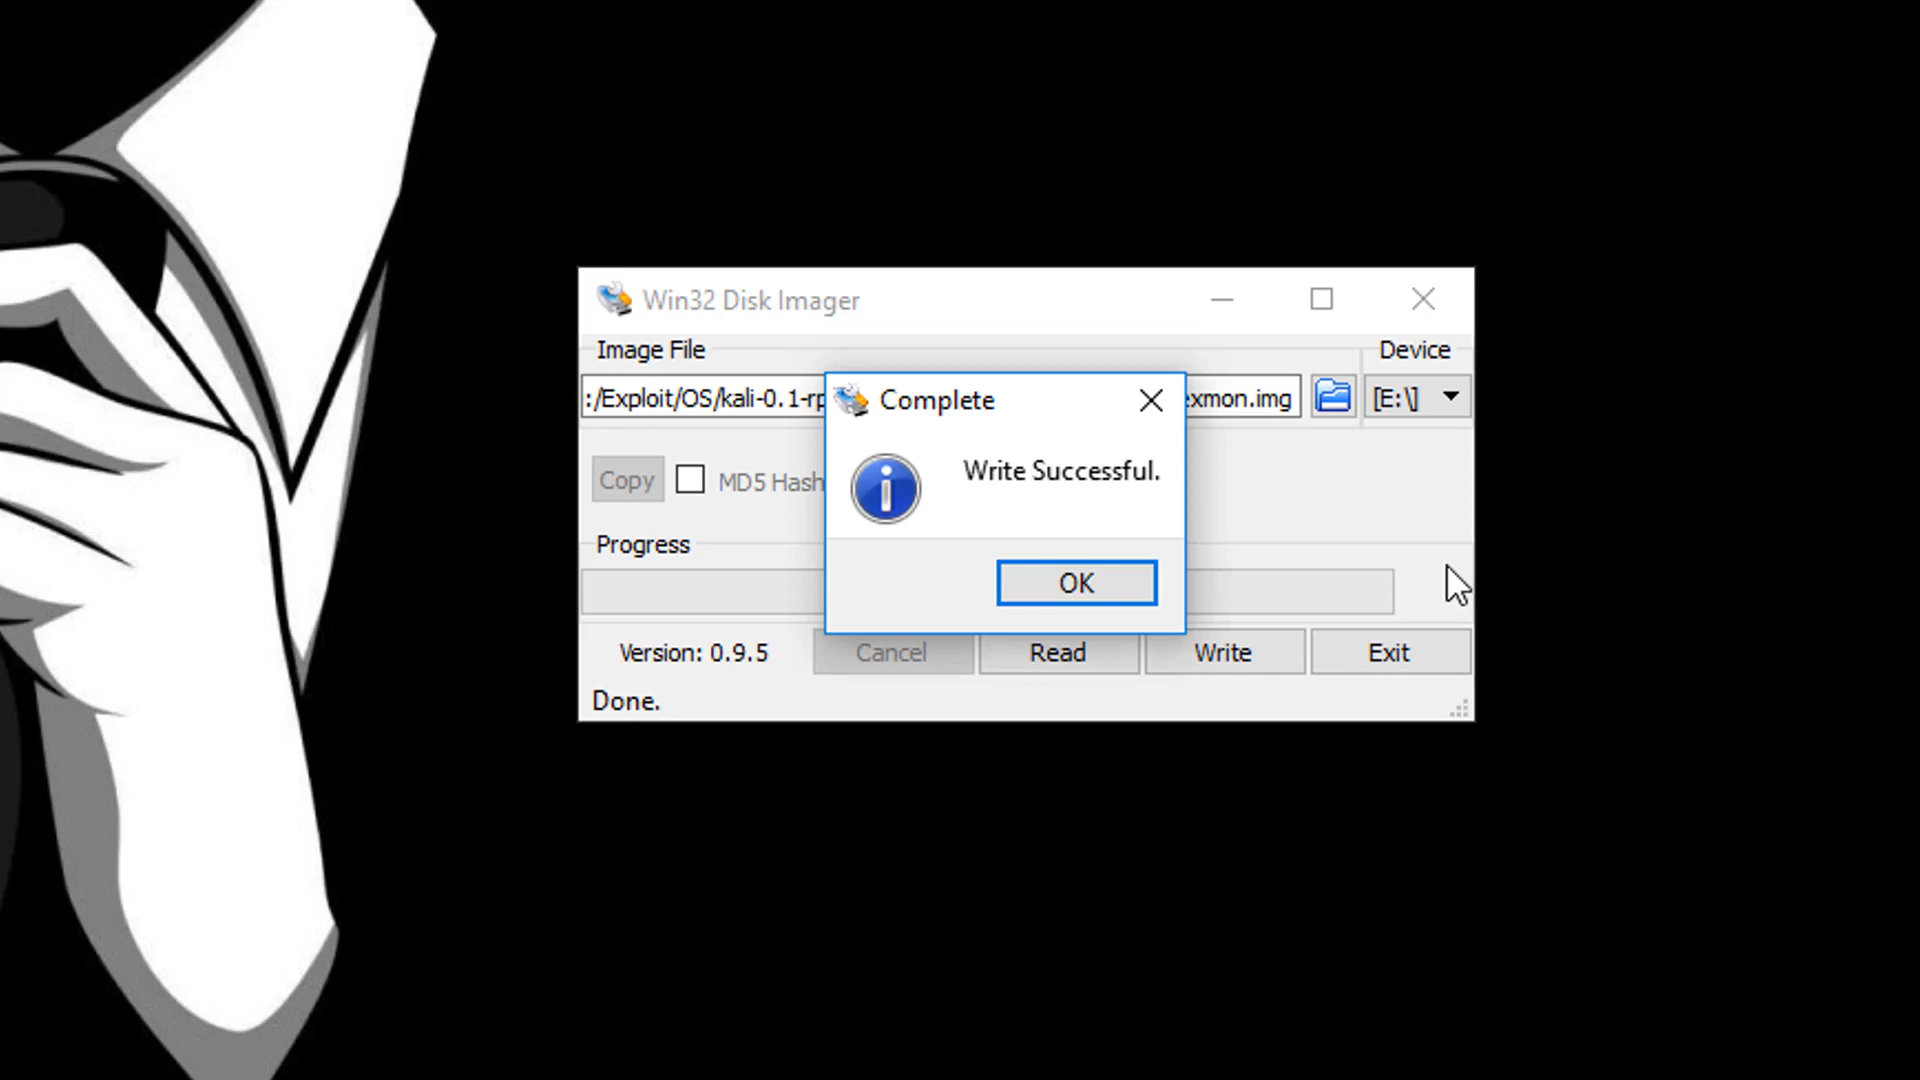 Win32 Disk Imager
Image File
Device
:/Exploit/OS/kali-0.1-rp
exmon.img
[E:\]
Complete
Write Successful.
OK
Copy
MD5 Hash
Progress
Version: 0.9.5
Cancel
Read
Write
Exit
Done.